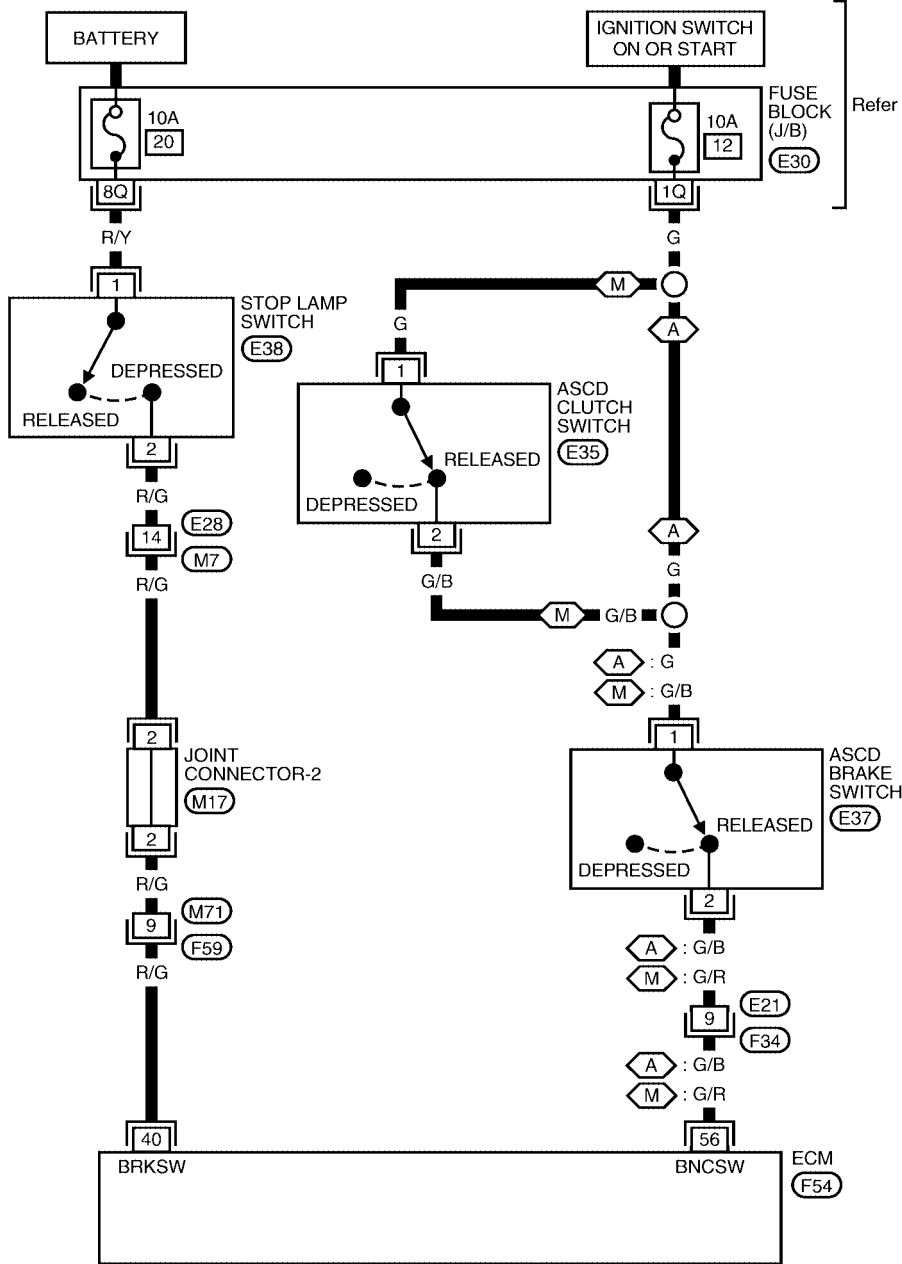 BATTERY
IGNITION SWITCH
ON OR START
10A
20
10A
12
FUSE
BLOCK
(J/B)
E30
Refer
8Q
1Q
R/Y
G
1
M
A
STOP LAMP
SWITCH
E38
DEPRESSED
RELEASED
2
G
1
ASCD
CLUTCH
SWITCH
E35
RELEASED
DEPRESSED
2
R/G
14
E28
M7
R/G
G/B
A
G
M
G/B
A : G
M : G/B
2
JOINT
CONNECTOR-2
M17
2
1
ASCD
BRAKE
SWITCH
E37
RELEASED
DEPRESSED
2
R/G
9
M71
F59
R/G
A : G/B
M : G/R
9
E21
F34
A : G/B
M : G/R
40
BRKSW
56
BNCSW
ECM
F54